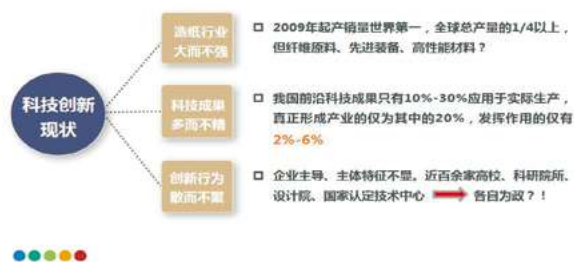 造纸行业
大而不强
2009年起产销量世界第一，全球总产量的1/4以上，
但纤维原料、先进装备、高性能材料？
科技创新
现状
科技成果
多而不精
我国前沿科技成果只有10%-30%应用于实际生产，
真正形成产业的仅为其中的20%，发挥作用的仅有
2%-6%
创新行为
散而不聚
企业主导、主体特征不显。近百余家高校、科研院所、
设计院、国家认定技术中心 各自为政？！